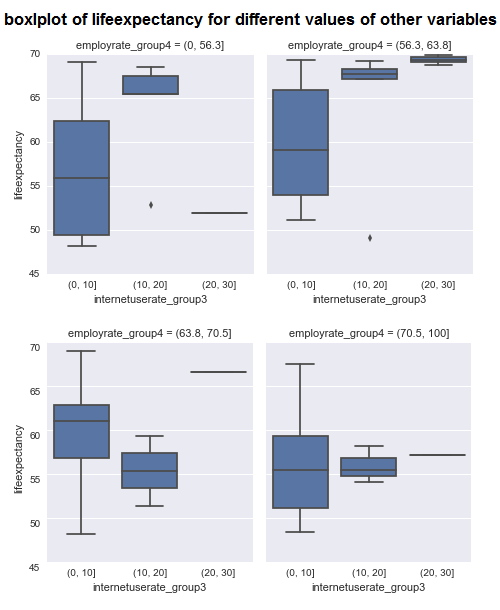 boxlplot of lifeexpectancy for different values of other variables
employrate_group4 = (0, 56.3]
employrate_group4 = (56.3, 63.8]
70
65
60
55
50
45
lifeexpectancy
(0, 10]
(10, 20]
(20, 30]
(0, 10]
(10, 20]
(20, 30]
internetuserate_group3
internetuserate_group3
employrate_group4 = (63.8, 70.5]
employrate_group4 = (70.5, 100]
70
65
60
55
50
45
lifeexpectancy
(0, 10]
(10, 20]
(20, 30]
(0, 10]
(10, 20]
(20, 30]
internetuserate_group3
internetuserate_group3